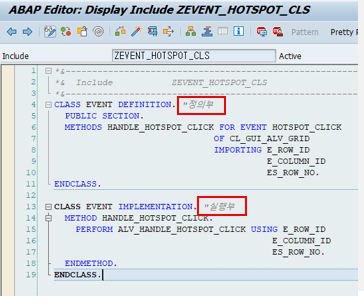 ABAP Editor: Display Include ZEVENT_HOTSPOT_CLS
Pattern Pretty P
Include ZEVENT_HOTSPOT_CLS Active
1 *&---------------------------------------------------------------------
2 *& Include ZEVENT_HOTSPOT_CLS
3 *&---------------------------------------------------------------------
4 CLASS EVENT DEFINITION. "정의부
5 PUBLIC SECTION.
6 METHODS HANDLE_HOTSPOT_CLICK FOR EVENT HOTSPOT_CLICK
7 OF CL_GUI_ALV_GRID
8 IMPORTING E_ROW_ID
9 E_COLUMN_ID
10 ES_ROW_NO.
11 ENDCLASS.
12
13 CLASS EVENT IMPLEMENTATION. "실행부
14 METHOD HANDLE_HOTSPOT_CLICK.
15 PERFORM ALV_HANDLE_HOTSPOT_CLICK USING E_ROW_ID
16 E_COLUMN_ID
17 ES_ROW_NO.
18 ENDMETHOD.
19 ENDCLASS.